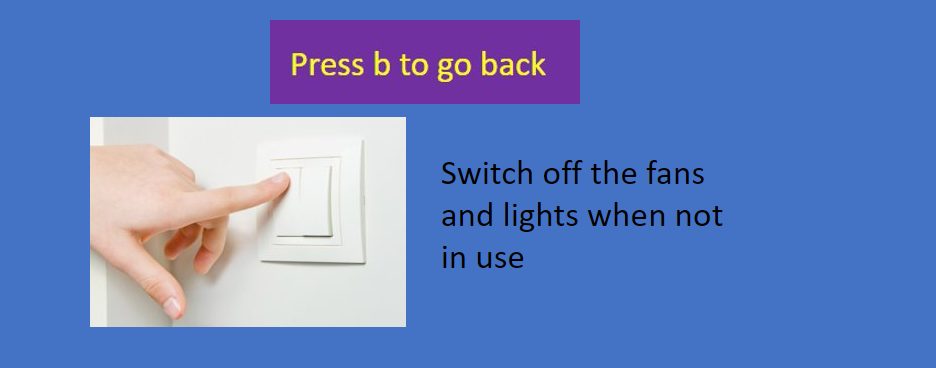 Press b to go back
Switch off the fans
and lights when not
in use